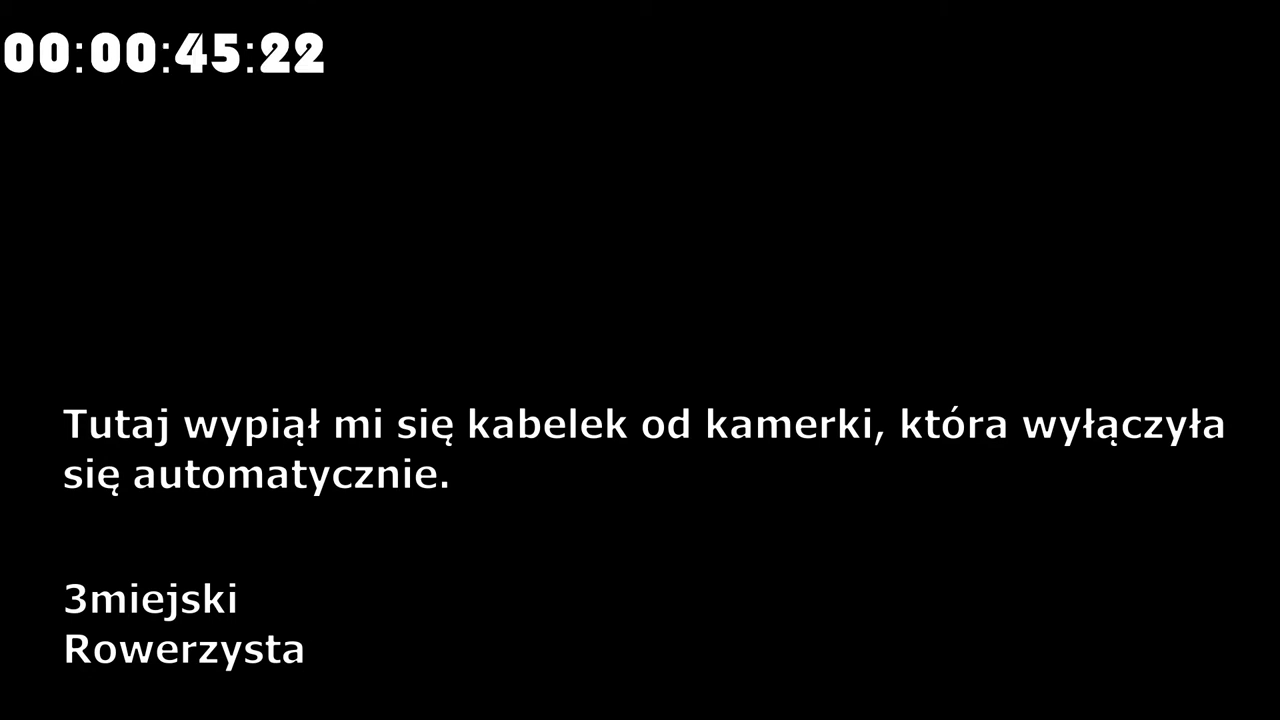 00:00:45:22
Tutaj wypiął mi się kabelek od kamerki, która wyłączyła
się automatycznie.
3miejski
Rowerzysta